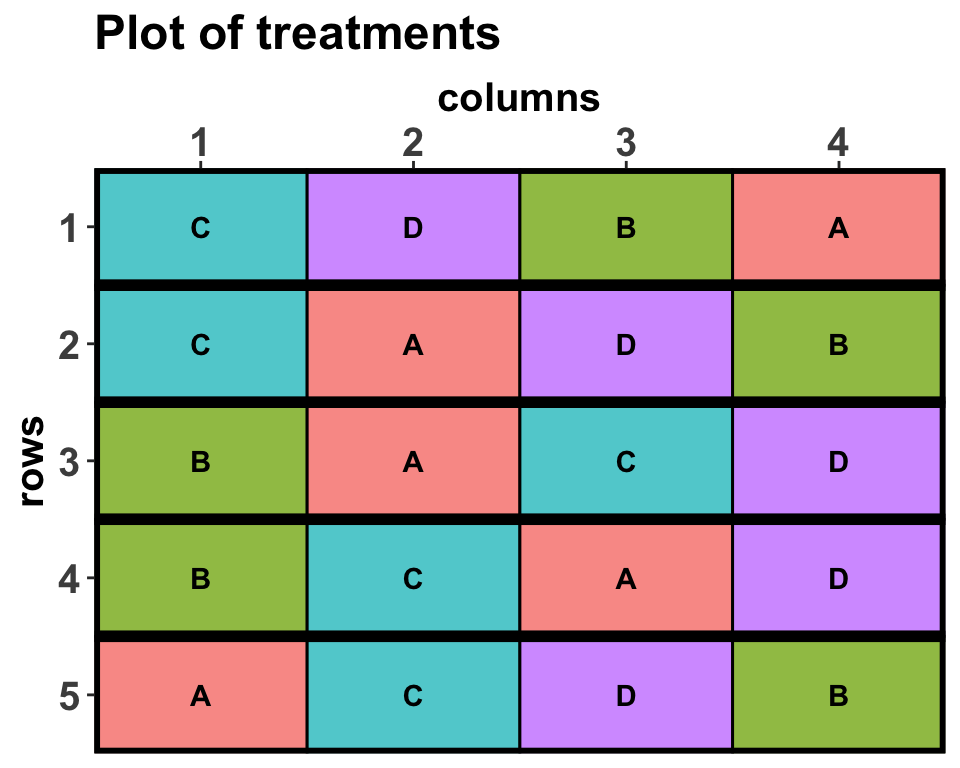 Plot of treatments
columns
1 2 3 4
1 C D B A
2 C A D B
rows
3 B A C D
4 B C A D
5 A C D B